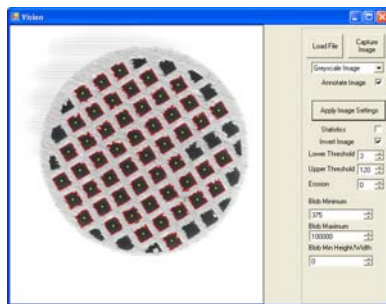 Vision
Load File
Capture Image
Greyscale Image
Annotate Image
Apply Image Settings
Statistics
Invert Image
Lower Threshold 3
Upper Threshold 120
Erosion 0
Blob Minimum
375
Blob Maximum
100000
Blob Min Height/Width
0